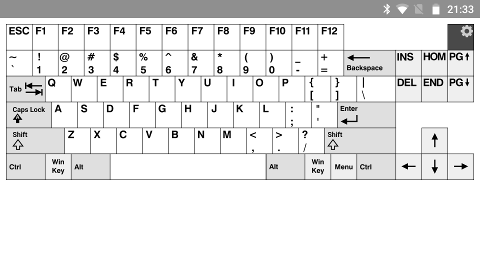 21:33
ESC F1 F2 F3 F4 F5 F6 F7 F8 F9 F10 F11 F12
~ ! @ # $ % ^ & * ( ) _ +
` 1 2 3 4 5 6 7 8 9 0 - = Backspace INS HOM PG
Tab Q W E R T Y U I O P { } |
[ ] \ DEL END PG
Caps Lock A S D F G H J K L : " Enter
; '
Shift Z X C V B N M < > ? Shift
, . /
Ctrl Win Key Alt Alt Win Key Menu Ctrl